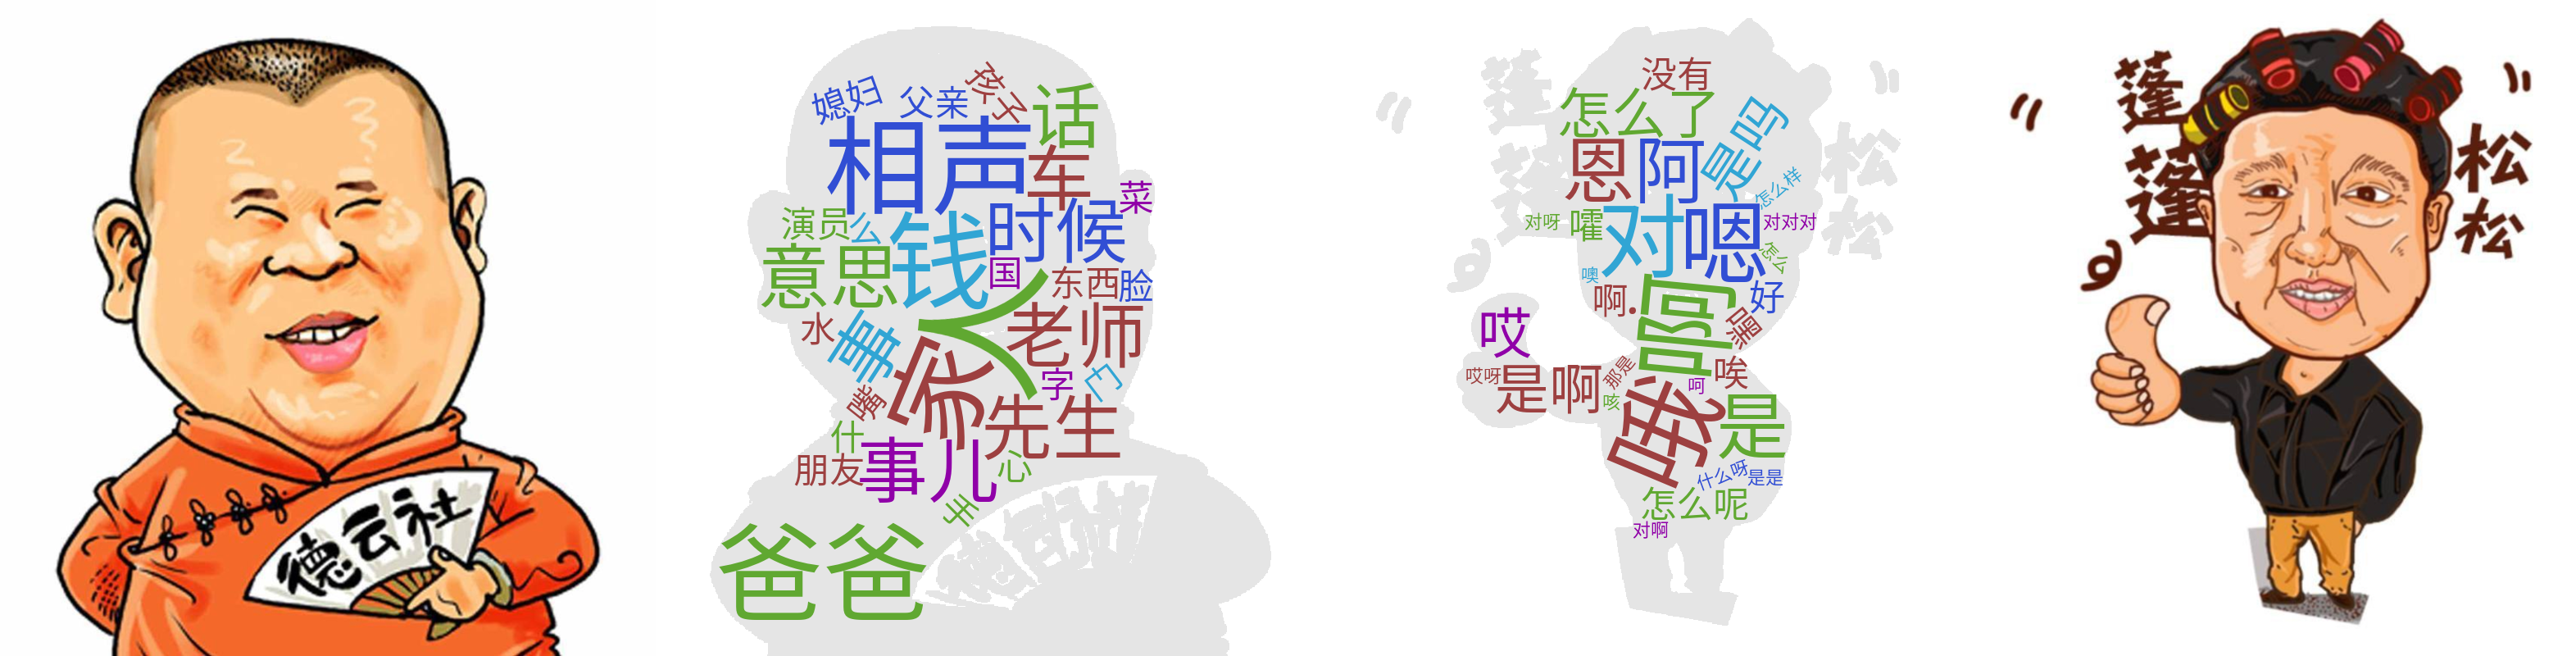 德云社
媳妇
父亲
孩子
话
相声
车
菜
演员
么
钱
时候
意思
国
东西
脸
人
水
事
老师
家
字
门
嘴
先生
什
朋友
事儿
心
手
爸爸
没有
怎么了
是吗
恩
阿
怎么样
对呀
嚯
对
嗯
对对对
怎么
噢
啊.
啊
好
嘿
哎
哎呀
是啊
那是
呵
唉
咳
哦
是
什么呀
是是
怎么呢
对啊
蓬蓬
松松